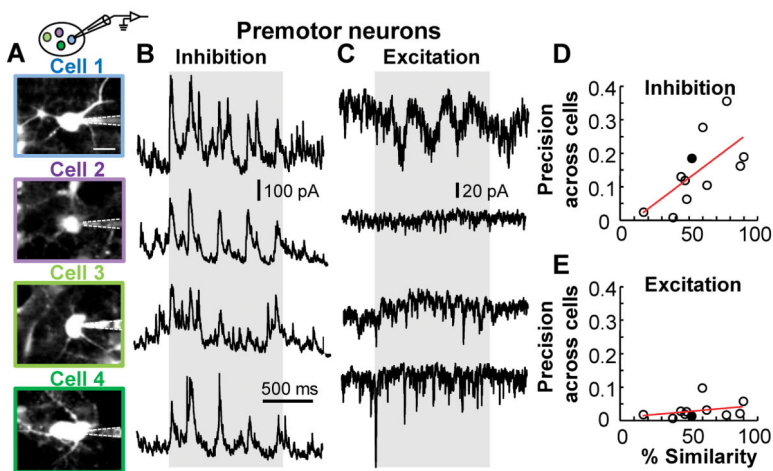 Premotor neurons
A
Cell 1
Cell 2
Cell 3
Cell 4
B
Inhibition
100 pA
500 ms
C
Excitation
20 pA
D
Inhibition
Precision
across cells
0.4
0.3
0.2
0.1
0
0
50
100
E
Excitation
Precision
across cells
0.4
0.3
0.2
0.1
0
0
50
100
% Similarity